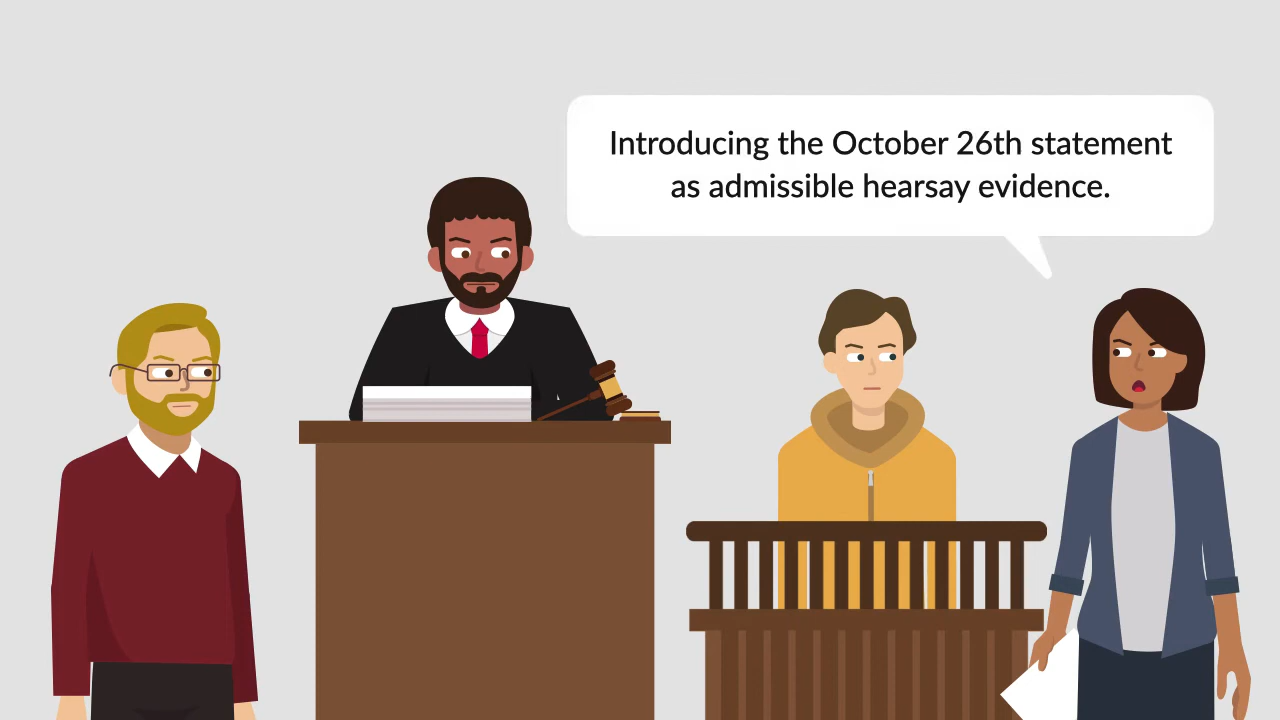 Introducing the October 26th statement
as admissible hearsay evidence.